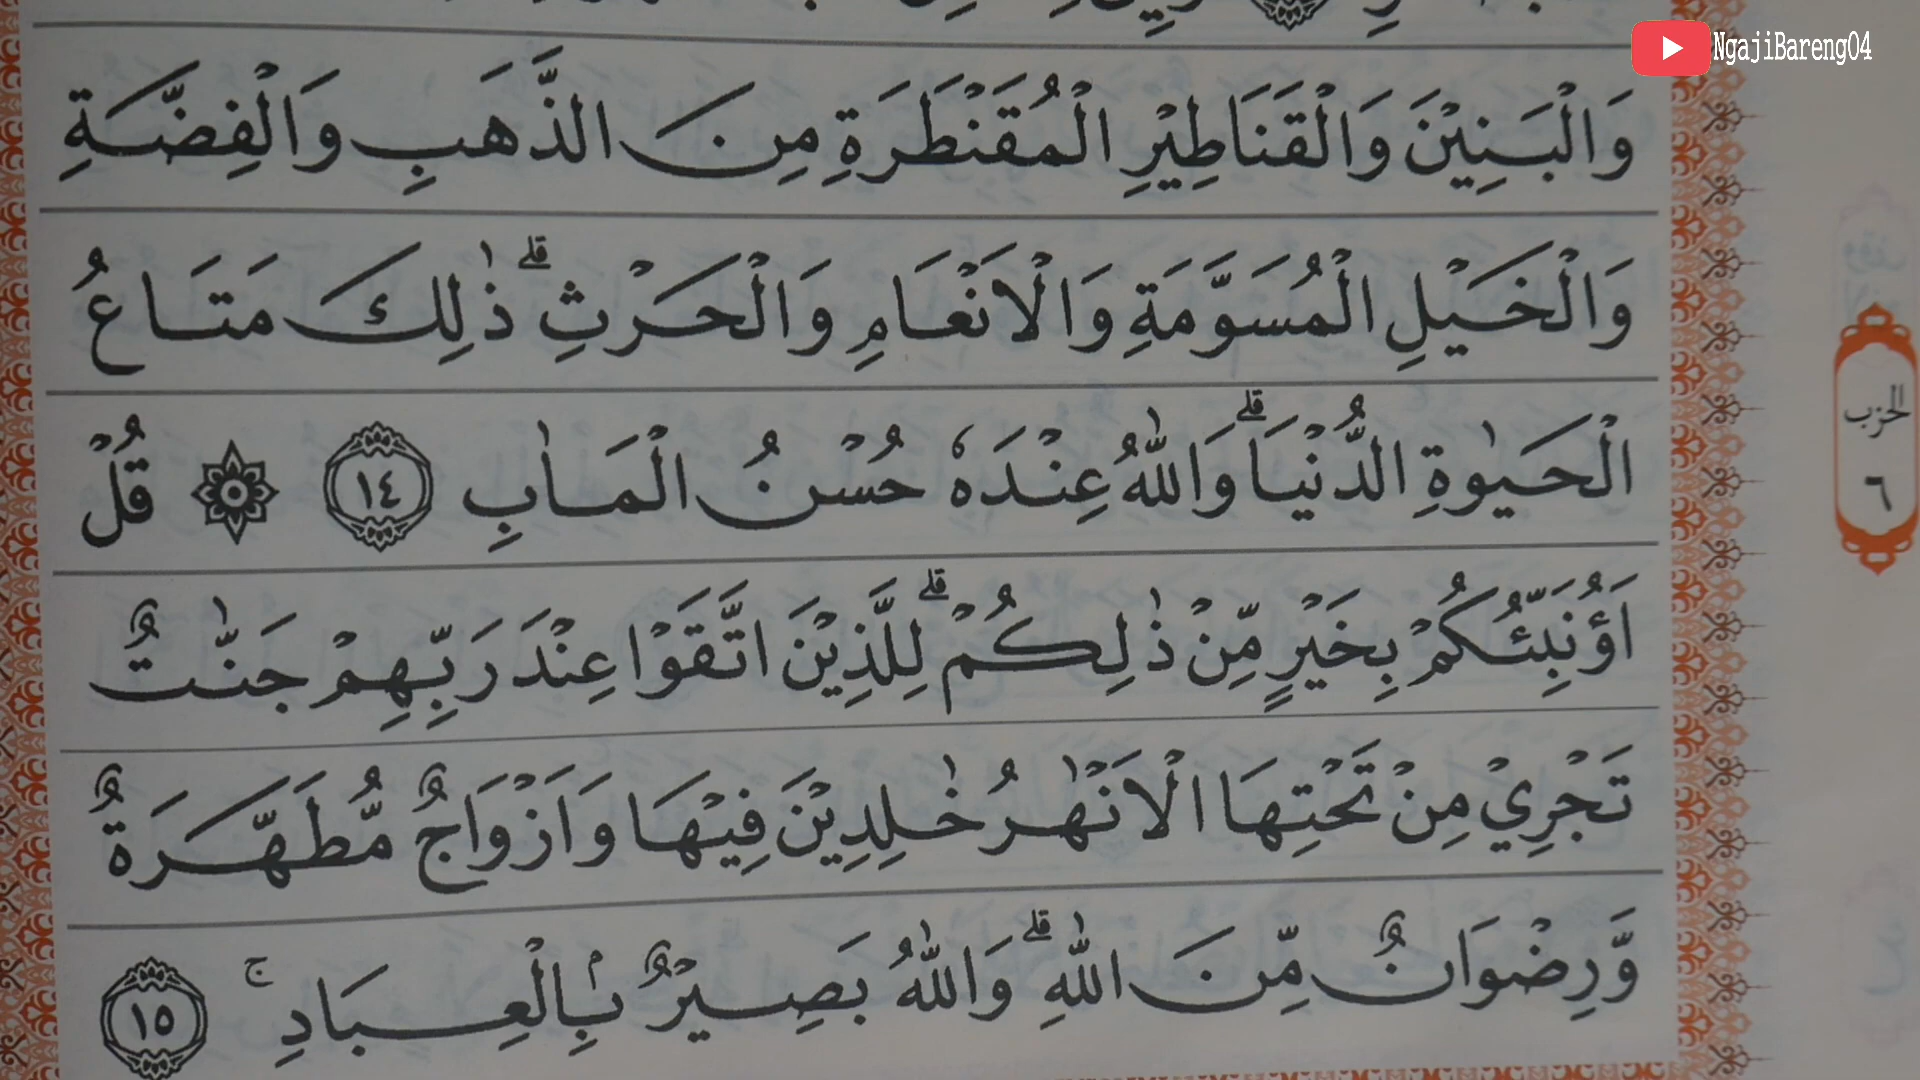 NgajiBareng04
وَالْبَنِيْنَ وَالْقَنَاطِيْرِ الْمُقَنْطَرَةِ مِنَ الذَّهَبِ وَالْفِضَّةِ
وَالْخَيْلِ الْمُسَوَّمَةِ وَالْاَنْعَامِ وَالْحَرْثِۗ ذٰلِكَ مَتَاعُ
الْحَيٰوةِ الدُّنْيَاۗ وَاللّٰهُ عِنْدَهٗ حُسْنُ الْمَاٰبِ ١٤ ۞ قُلْ
اَؤُنَبِّئُكُمْ بِخَيْرٍ مِّنْ ذٰلِكُمْۗ لِلَّذِيْنَ اتَّقَوْا عِنْدَ رَبِّهِمْ جَنّٰتٌ
تَجْرِيْ مِنْ تَحْتِهَا الْاَنْهٰرُ خٰلِدِيْنَ فِيْهَا وَاَزْوَاجٌ مُّطَهَّرَةٌ
وَّرِضْوَانٌ مِّنَ اللّٰهِۗ وَاللّٰهُ بَصِيْرٌۢ بِالْعِبَادِۚ ١٥
الحزب
٦